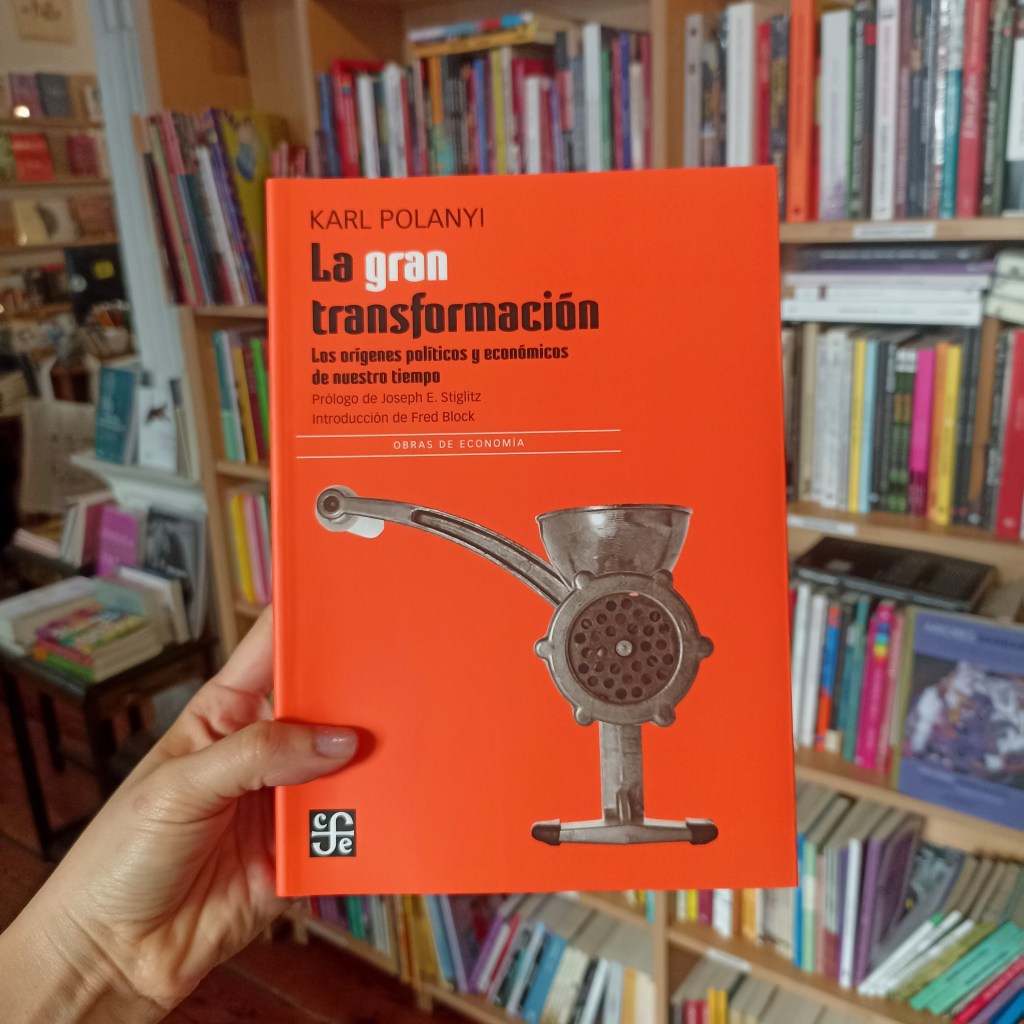 KARL POLANYI
La gran
transformación
Los orígenes políticos y económicos
de nuestro tiempo
Prólogo de Joseph E. Stiglitz
Introducción de Fred Block
OBRAS DE ECONOMÍA
cfe